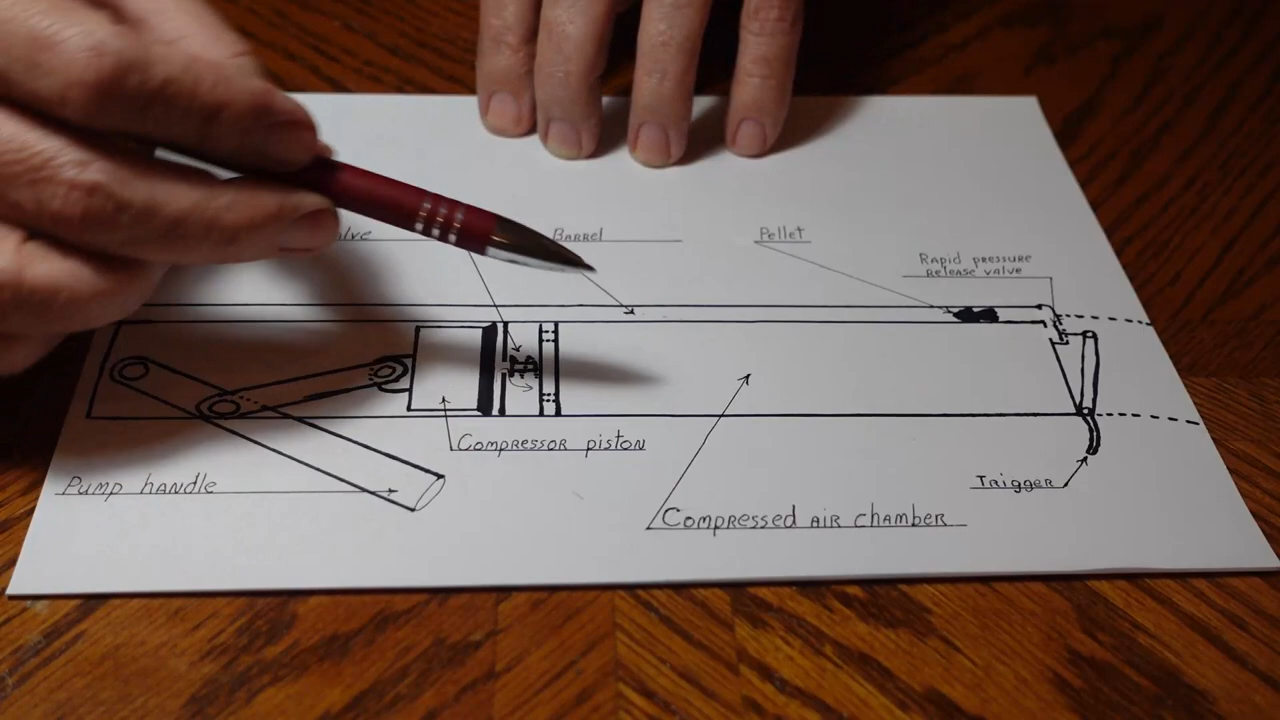 Barrel
Pellet
Rapid pressure
release valve
Compressor piston
Pump handle
Trigger
Compressed air chamber